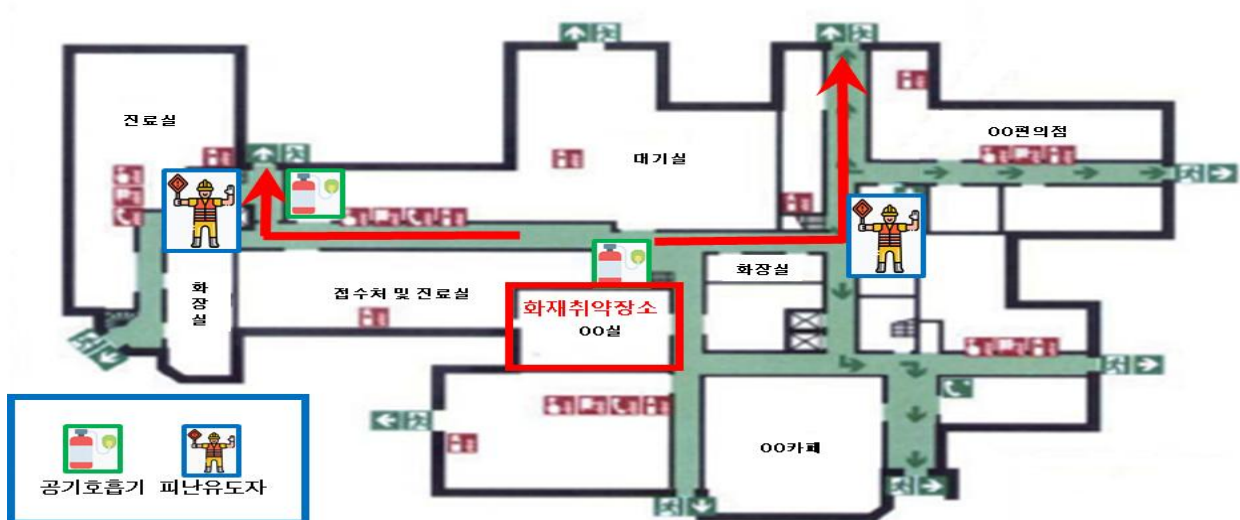 진료실
대기실
OO편의점
화장실
화
장
실
접수처 및 진료실
화재취약장소
OO실
OO카페
공기호흡기 피난유도자